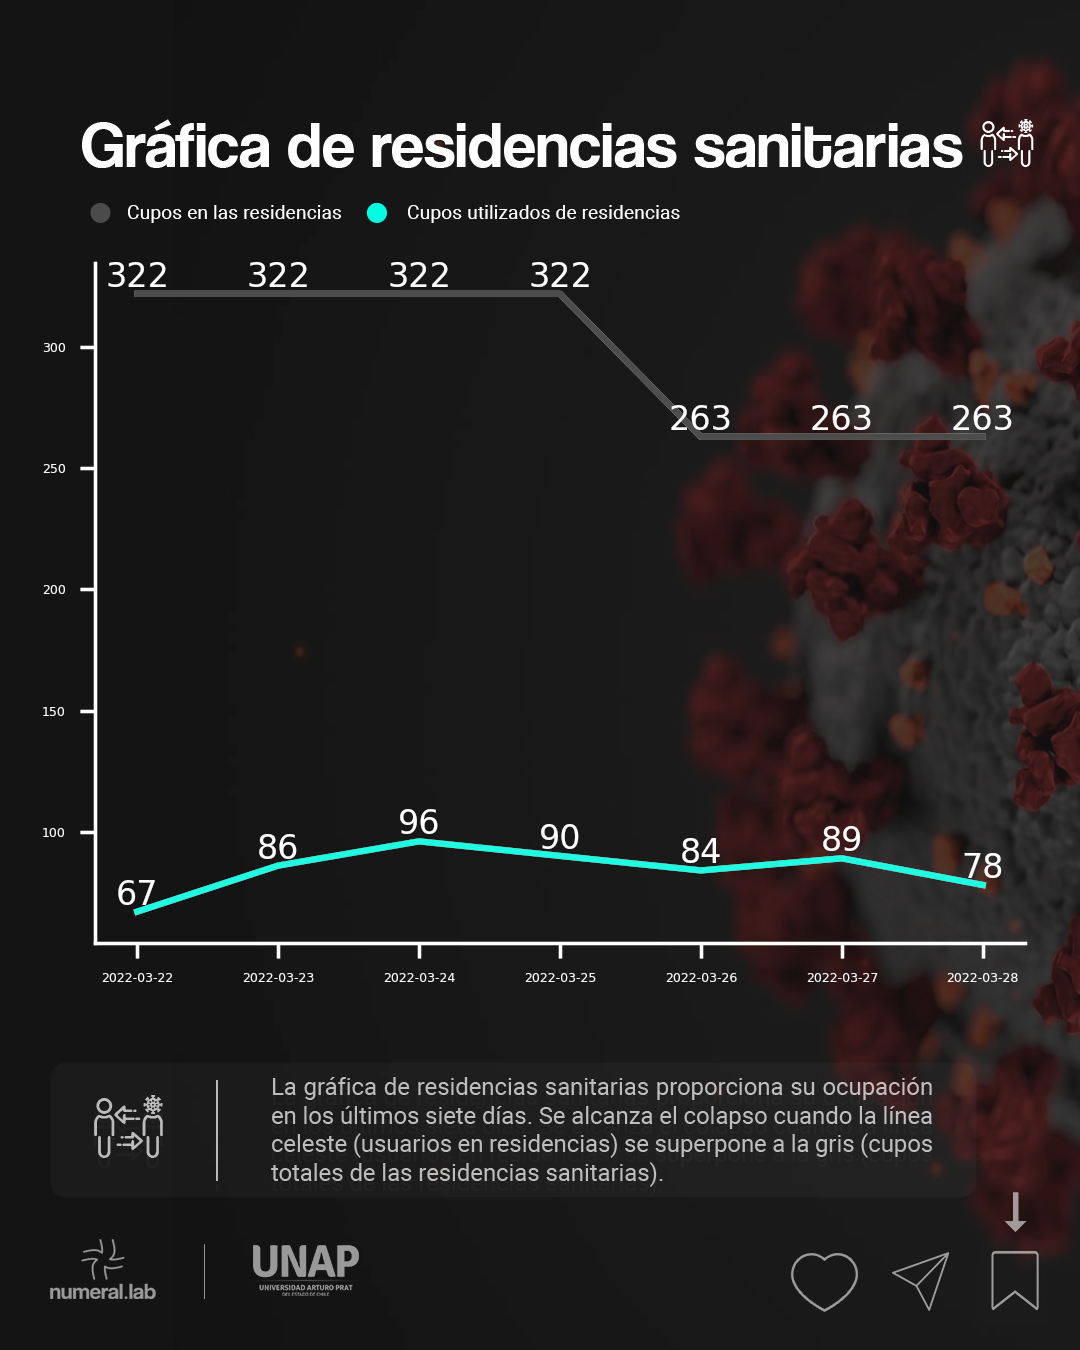 Gráfica de residencias sanitarias
Cupos en las residencias Cupos utilizados de residencias
322 322 322 322
300
263 263 263
250
200
150
100
67 86 96 90 84 89 78
2022-03-22 2022-03-23 2022-03-24 2022-03-25 2022-03-26 2022-03-27 2022-03-28
La gráfica de residencias sanitarias proporciona su ocupación
en los últimos siete días. Se alcanza el colapso cuando la línea
celeste (usuarios en residencias) se superpone a la gris (cupos
totales de las residencias sanitarias).
numeral.lab
UNAP
UNIVERSIDAD ARTURO PRAT
DEL ESTADO DE CHILE